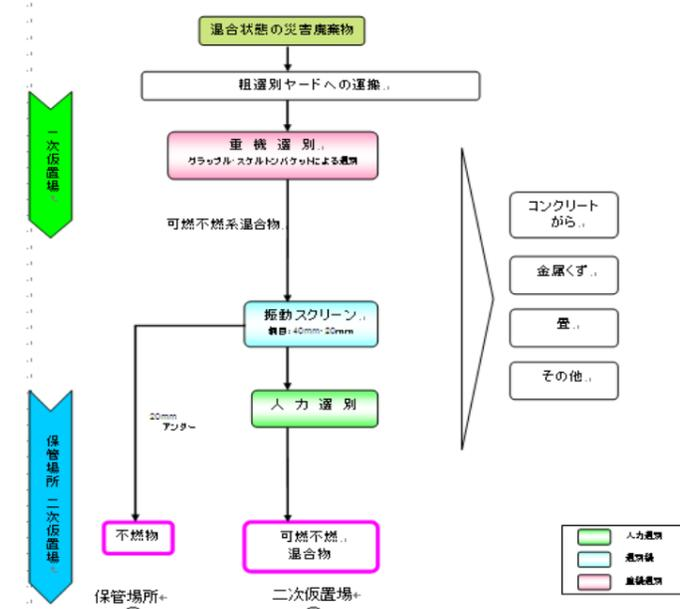 混合状態の災害廃棄物
粗選別ヤードへの運搬
重機選別
グラップル・スケルトンバケットによる選別
一次仮置場
可燃不燃系混合物
コンクリート
がら
金属くず
畳
その他
振動スクリーン
網目:40mm・20mm
人力選別
20mm
アンダー
保管場所 二次仮置場
不燃物
可燃不燃
混合物
保管場所
二次仮置場
人力選別
選別機
重機選別